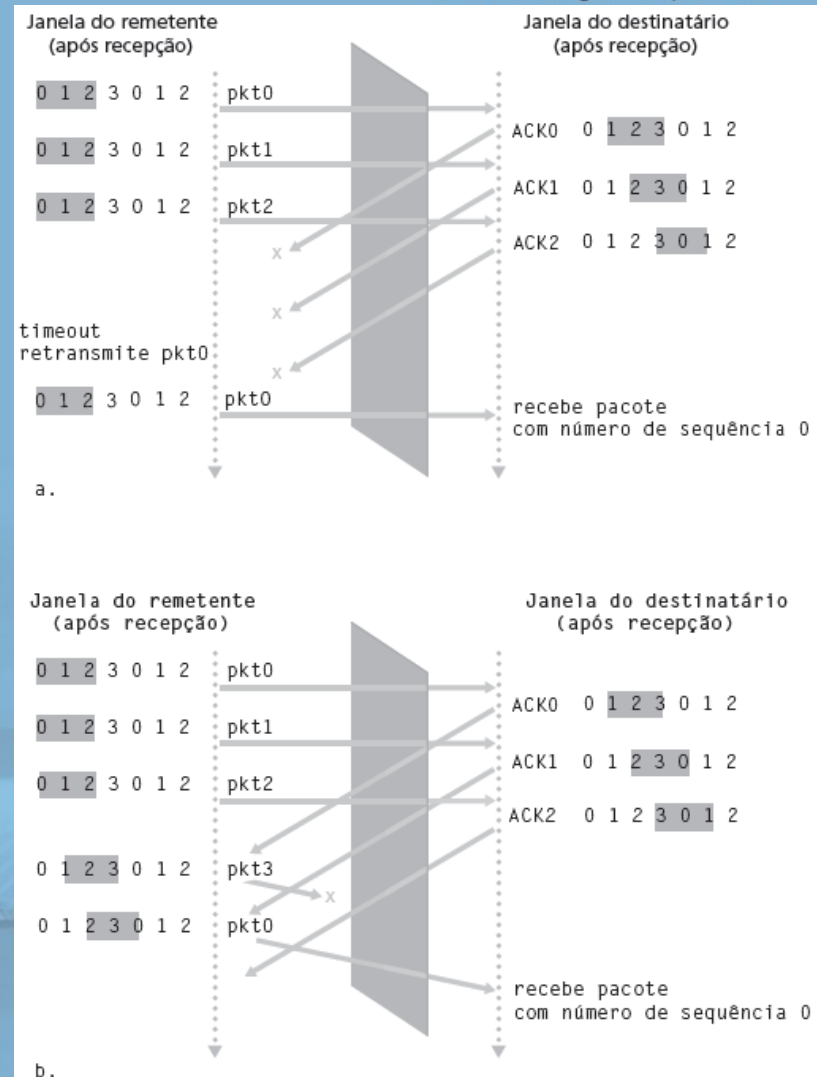 Janela do remetente
(após recepção)
Janela do destinatário
(após recepção)
0 1 2 3 0 1 2 pkt0
ACK0 0 1 2 3 0 1 2
0 1 2 3 0 1 2 pkt1
ACK1 0 1 2 3 0 1 2
0 1 2 3 0 1 2 pkt2
ACK2 0 1 2 3 0 1 2
x
x
x
timeout
retransmite pkt0
0 1 2 3 0 1 2 pkt0
recebe pacote
com número de sequência 0
a.
Janela do remetente
(após recepção)
Janela do destinatário
(após recepção)
0 1 2 3 0 1 2 pkt0
ACK0 0 1 2 3 0 1 2
0 1 2 3 0 1 2 pkt1
ACK1 0 1 2 3 0 1 2
0 1 2 3 0 1 2 pkt2
ACK2 0 1 2 3 0 1 2
0 1 2 3 0 1 2 pkt3
x
0 1 2 3 0 1 2 pkt0
recebe pacote
com número de sequência 0
b.